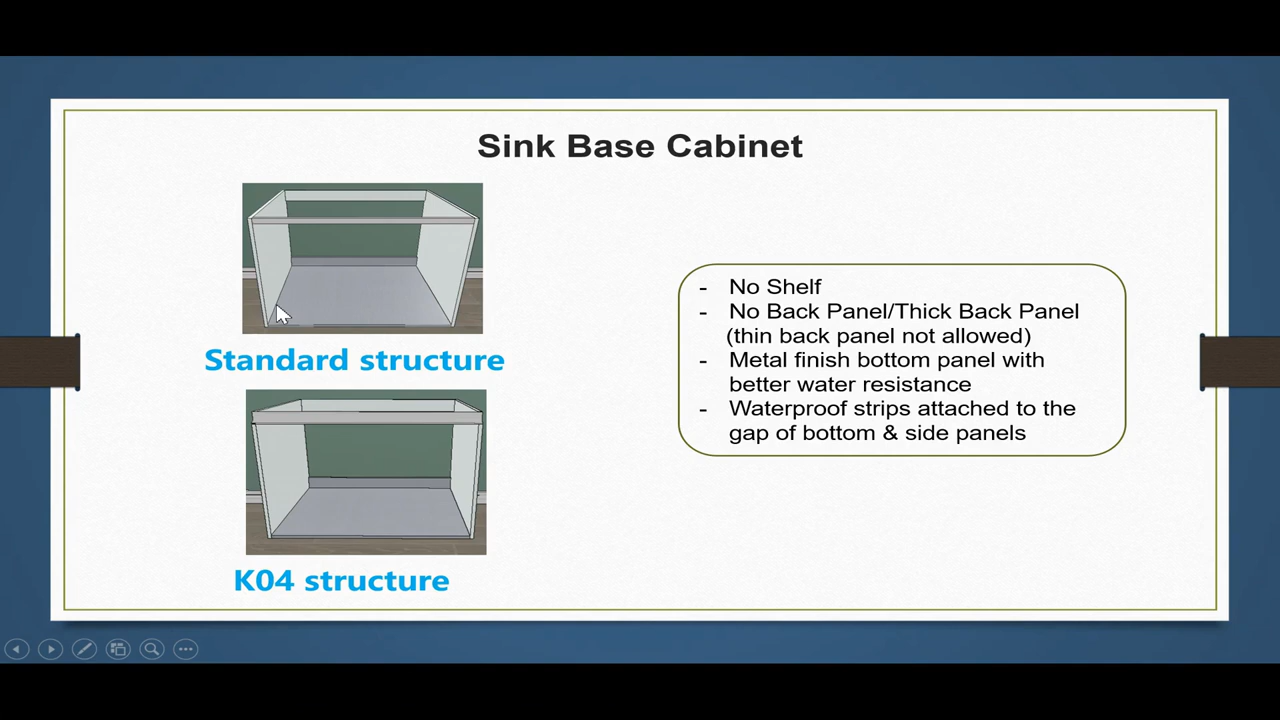 Sink Base Cabinet
Standard structure
K04 structure
- No Shelf
- No Back Panel/Thick Back Panel
(thin back panel not allowed)
- Metal finish bottom panel with
better water resistance
- Waterproof strips attached to the
gap of bottom & side panels